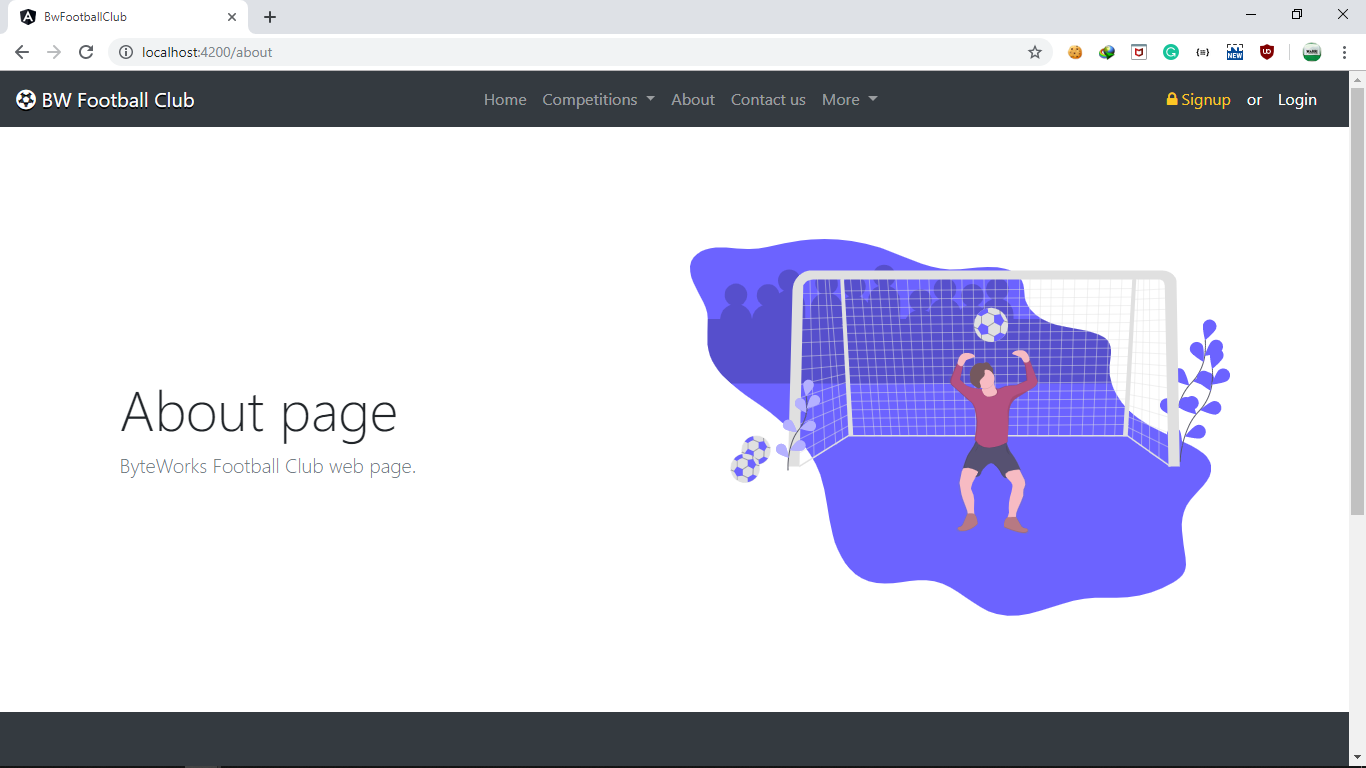 BwFootballClub
localhost:4200/about
NEW
BW Football Club
Home Competitions About Contact us More Signup or Login
About page
ByteWorks Football Club web page.